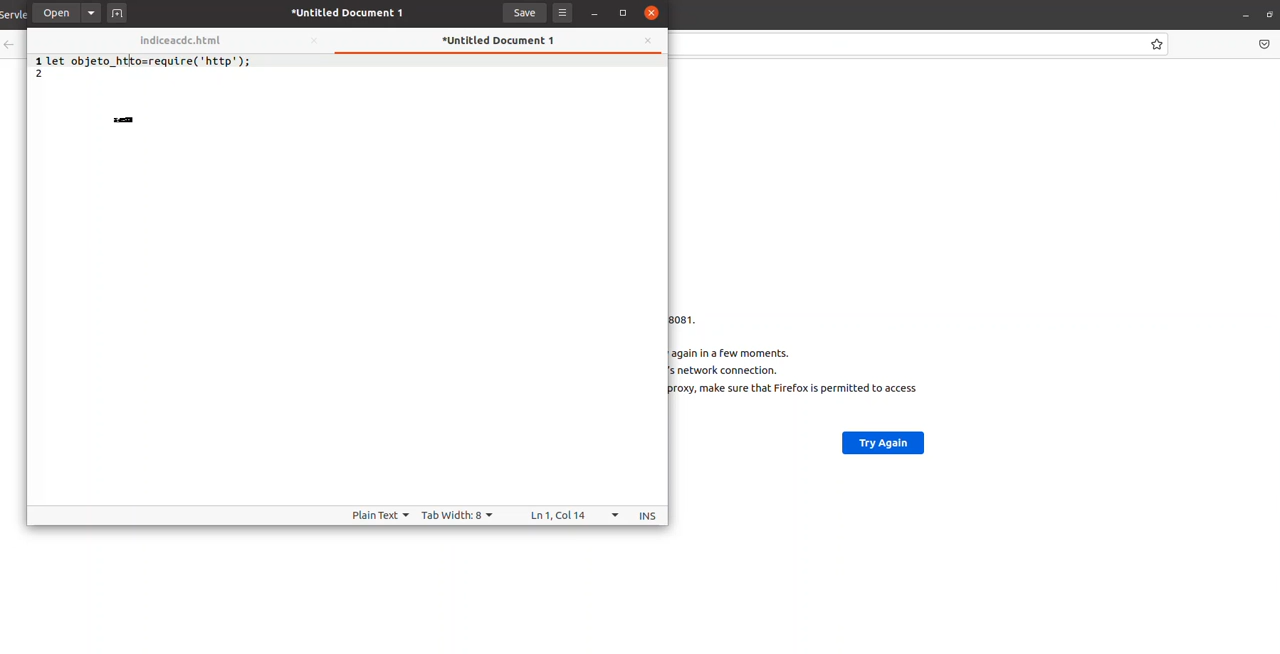 Servle
Open
*Untitled Document 1
Save
indiceacdc.html
*Untitled Document 1
1 let objeto_htto=require('http');
2
8081.
again in a few moments.
's network connection.
proxy, make sure that Firefox is permitted to access
Try Again
Plain Text
Tab Width: 8
Ln 1, Col 14
INS